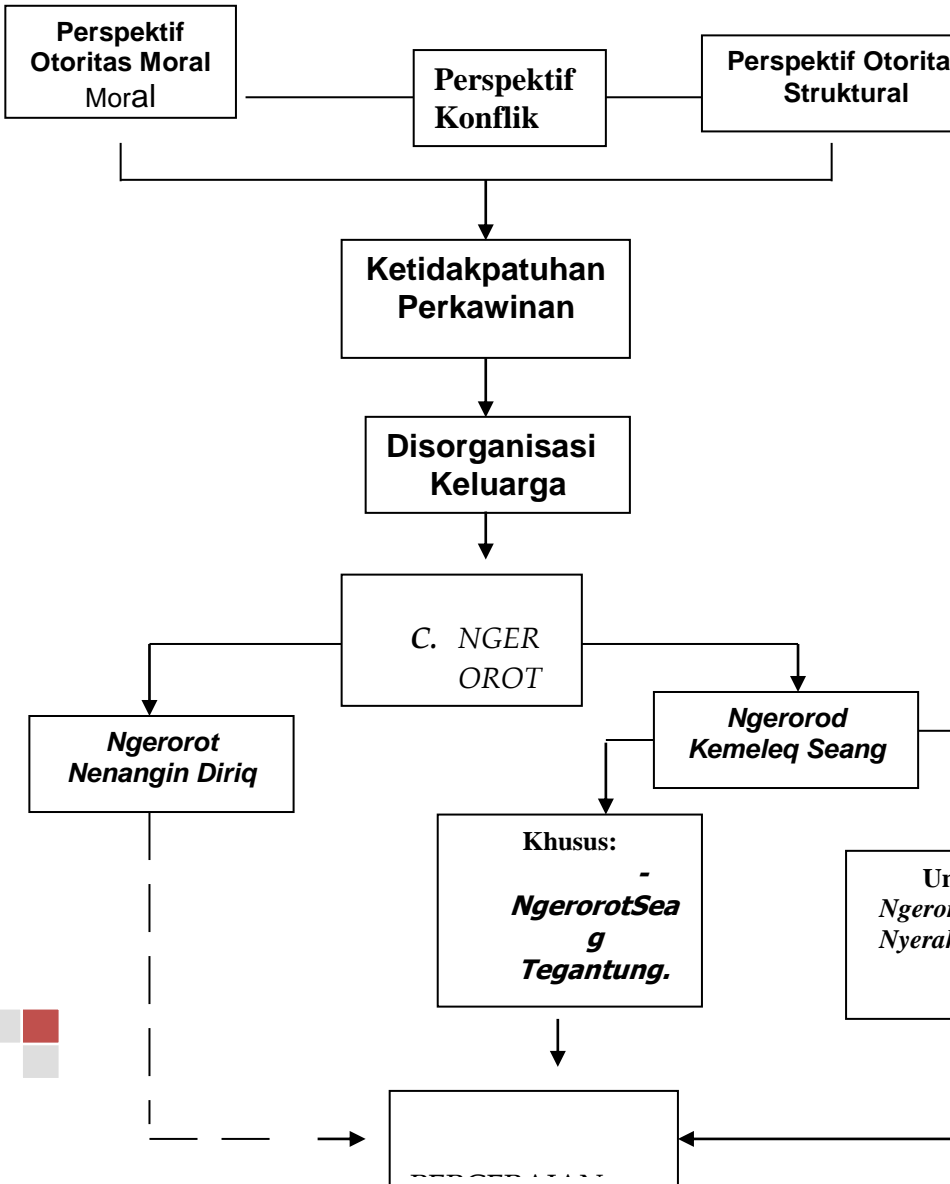 Perspektif
Otoritas Moral
Moral
Perspektif
Konflik
Perspektif Otorita
Struktural
Ketidakpatuhan
Perkawinan
Disorganisasi
Keluarga
C. NGER
OROT
Ngerorot
Nenangin Diriq
Ngerorod
Kemeleq Seang
Khusus:
-
NgerorotSea
g
Tegantung.